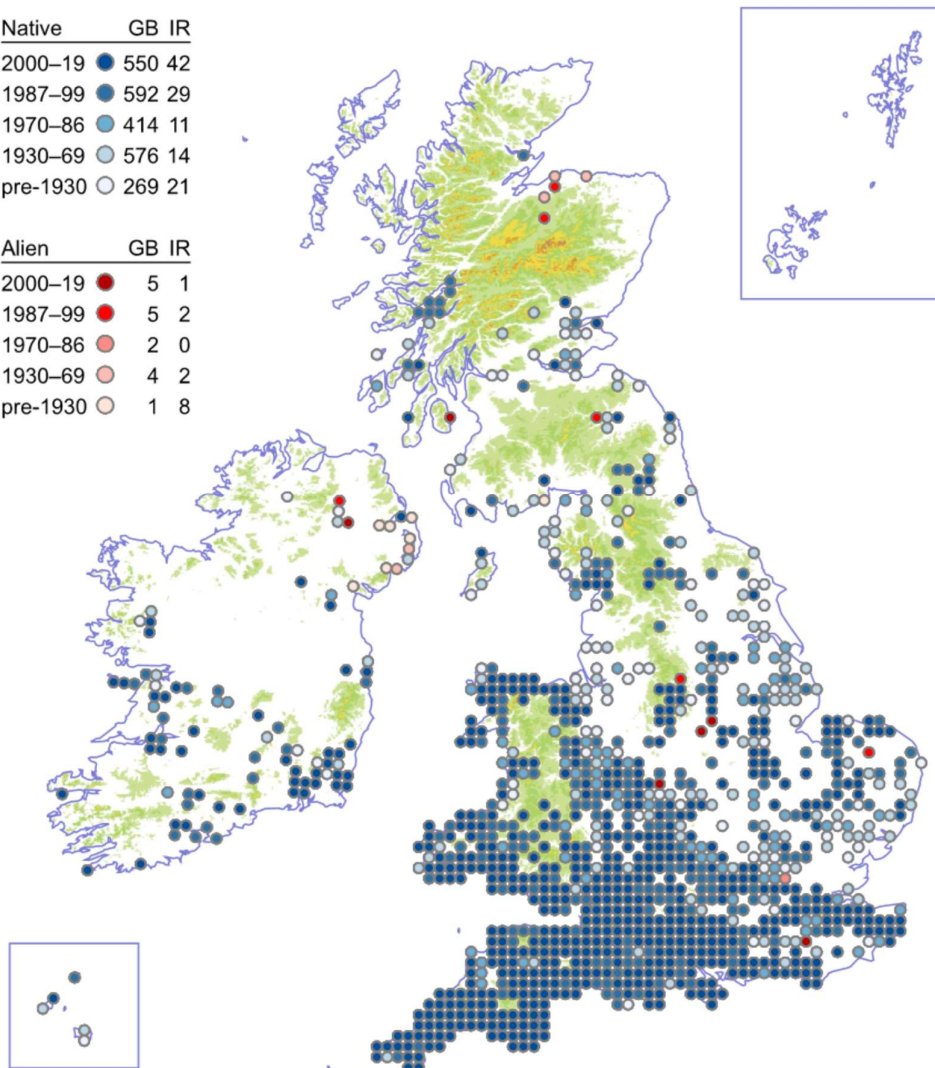 Native GB IR
2000–19 550 42
1987–99 592 29
1970–86 414 11
1930–69 576 14
pre-1930 269 21
Alien GB IR
2000–19 5 1
1987–99 5 2
1970–86 2 0
1930–69 4 2
pre-1930 1 8